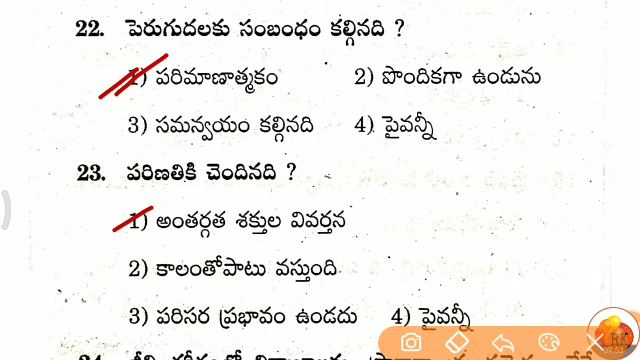 22. పెరుగుదలకు సంబంధం కల్గినది ?
1) పరిమాణాత్మకం 2) పొందికగా ఉండును
3) సమన్వయం కల్గినది 4) పైవన్నీ
23. పరిణతికి చెందినది ?
1) అంతర్గత శక్తుల వివర్తన
2) కాలంతోపాటు వస్తుంది
3) పరిసర ప్రభావం ఉండదు 4) పైవన్నీ